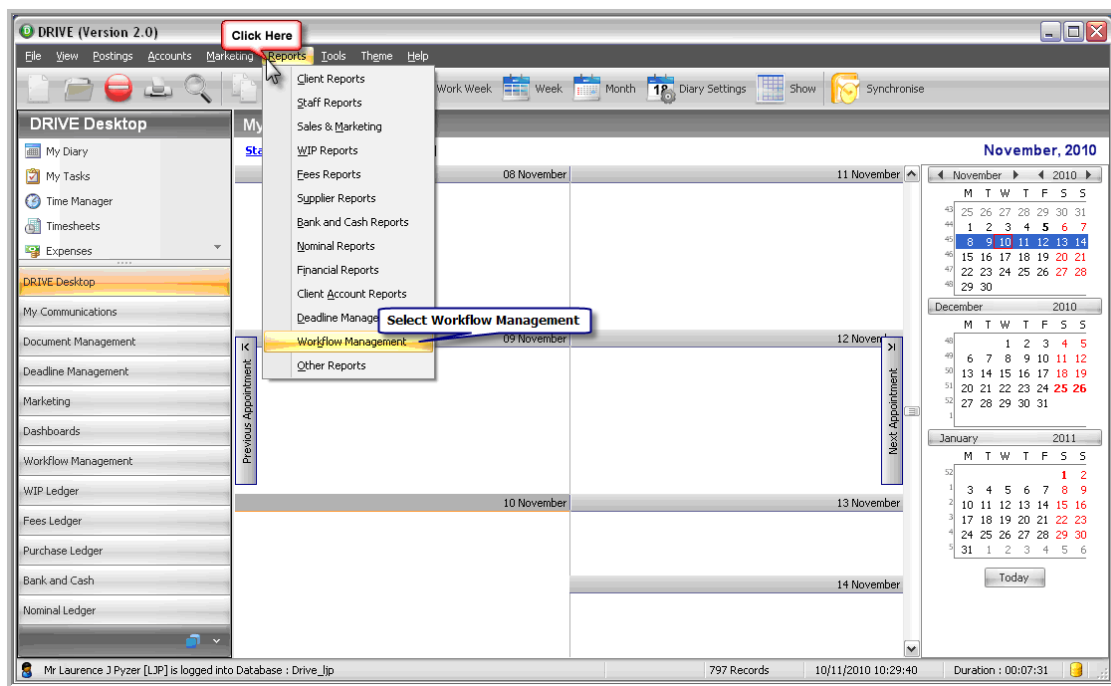 DRIVE (Version 2.0)
Click Here
File View Postings Accounts Marketing Reports Tools Theme Help
Work Week Week Month 18 Diary Settings Show Synchronise
DRIVE Desktop
My Diary
My Tasks
Time Manager
Timesheets
Expenses
DRIVE Desktop
My Communications
Document Management
Deadline Management
Marketing
Dashboards
Workflow Management
WIP Ledger
Fees Ledger
Purchase Ledger
Bank and Cash
Nominal Ledger
My
Sta
Client Reports
Staff Reports
Sales & Marketing
WIP Reports
Fees Reports
Supplier Reports
Bank and Cash Reports
Nominal Reports
Financial Reports
Client Account Reports
Deadline Manage
Workflow Management
Other Reports
Select Workflow Management
November, 2010
08 November
11 November
09 November
12 Novem
10 November
13 November
14 November
Previous Appointment
Next Appointment
November 2010
M T W T F S S
43 25 26 27 28 29 30 31
44 1 2 3 4 5 6 7
45 8 9 10 11 12 13 14
46 15 16 17 18 19 20 21
47 22 23 24 25 26 27 28
48 29 30
December 2010
M T W T F S S
48 1 2 3 4 5
49 6 7 8 9 10 11 12
50 13 14 15 16 17 18 19
51 20 21 22 23 24 25 26
52 27 28 29 30 31
1
January 2011
M T W T F S S
52 1 2
1 3 4 5 6 7 8 9
2 10 11 12 13 14 15 16
3 17 18 19 20 21 22 23
4 24 25 26 27 28 29 30
5 31 1 2 3 4 5 6
Today
Mr Laurence J Pyzer [LJP] is logged into Database : Drive_ljp
797 Records
10/11/2010 10:29:40
Duration : 00:07:31